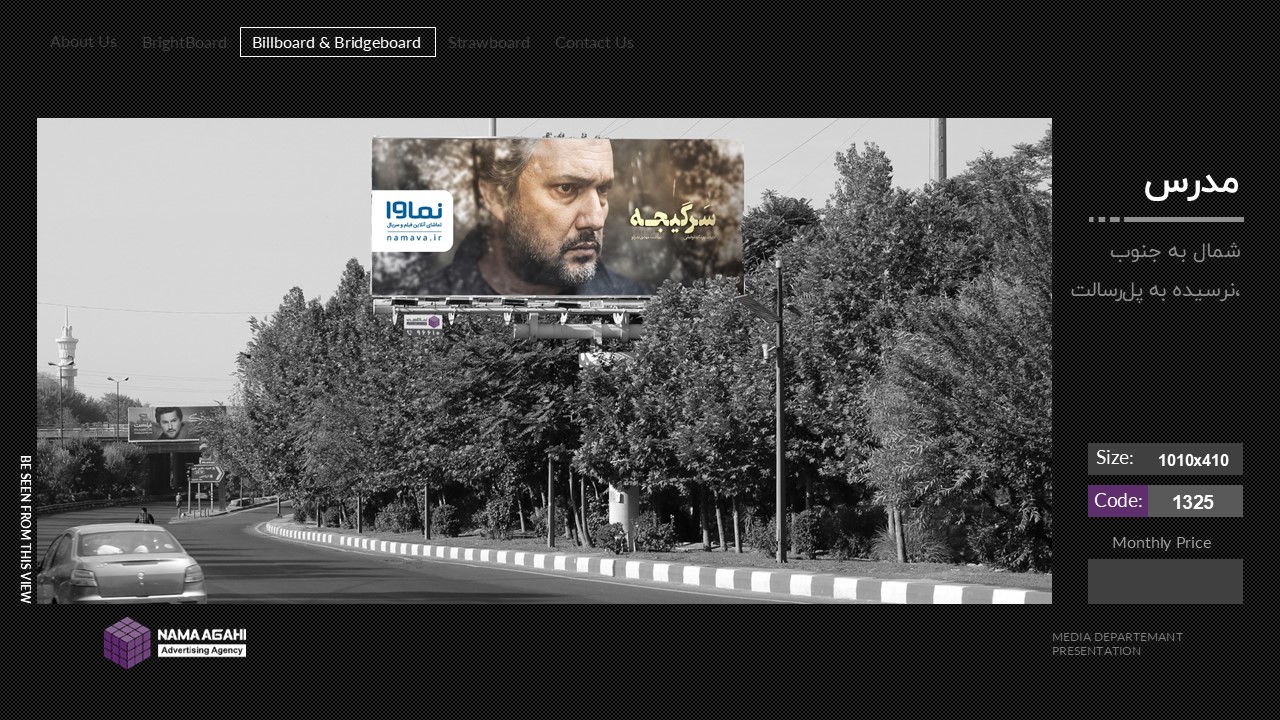 About Us
BrightBoard
Billboard & Bridgeboard
Strawboard
Contact Us
نماوا
تماشای آنلاین فیلم و سریال
namava.ir
سرگیجه
مدرس
شمال به جنوب
،نرسیده به پل‌رسالت
Size: 1010x410
Code: 1325
Monthly Price
BE SEEN FROM THIS VIEW
NAMA AGAHI
Advertising Agency
MEDIA DEPARTEMANT
PRESENTATION